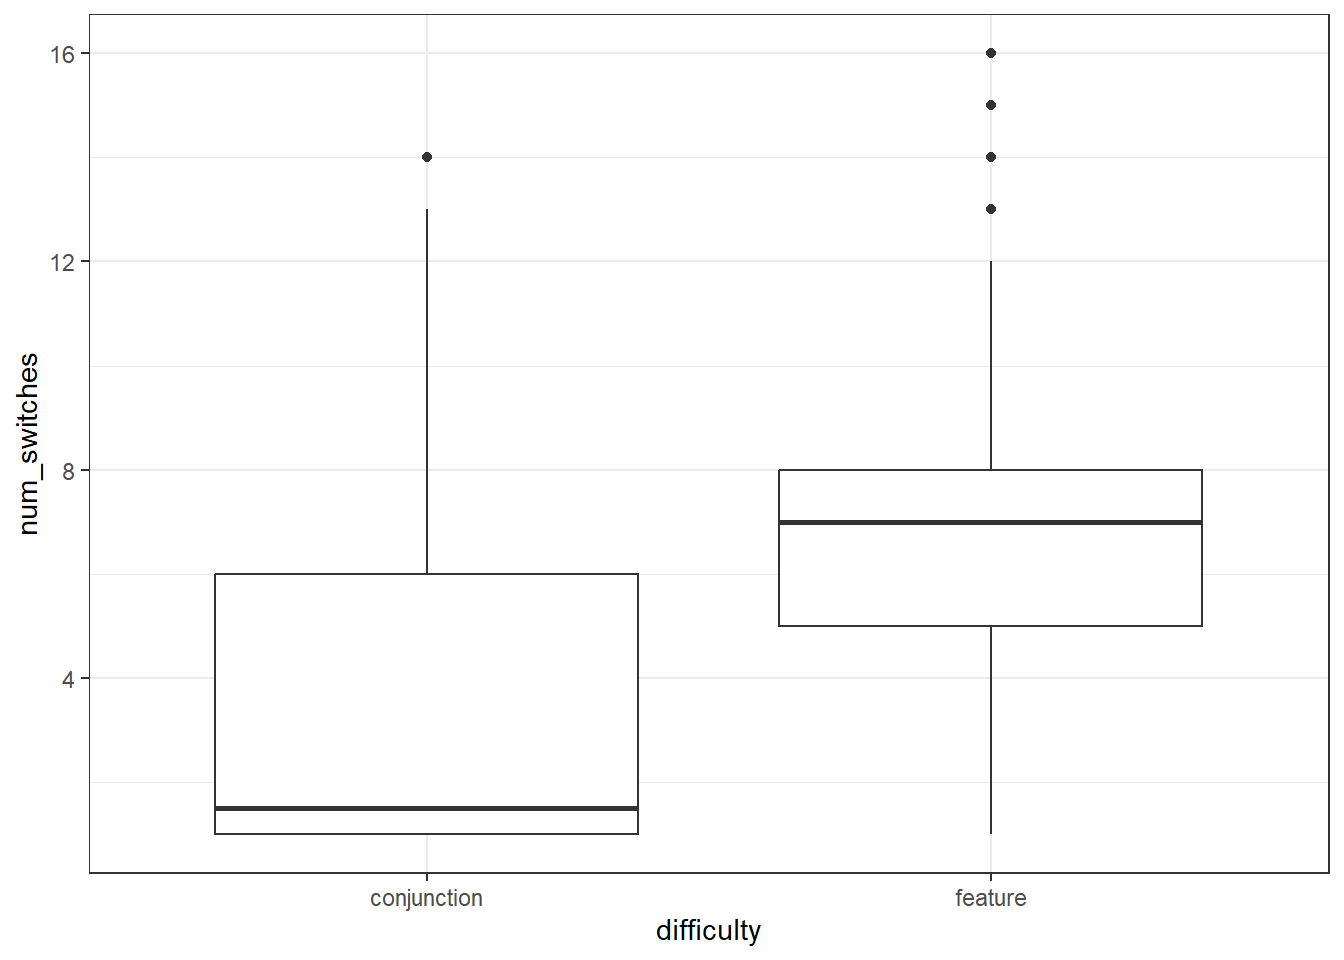 num_switches
16
12
8
4
conjunction
feature
difficulty